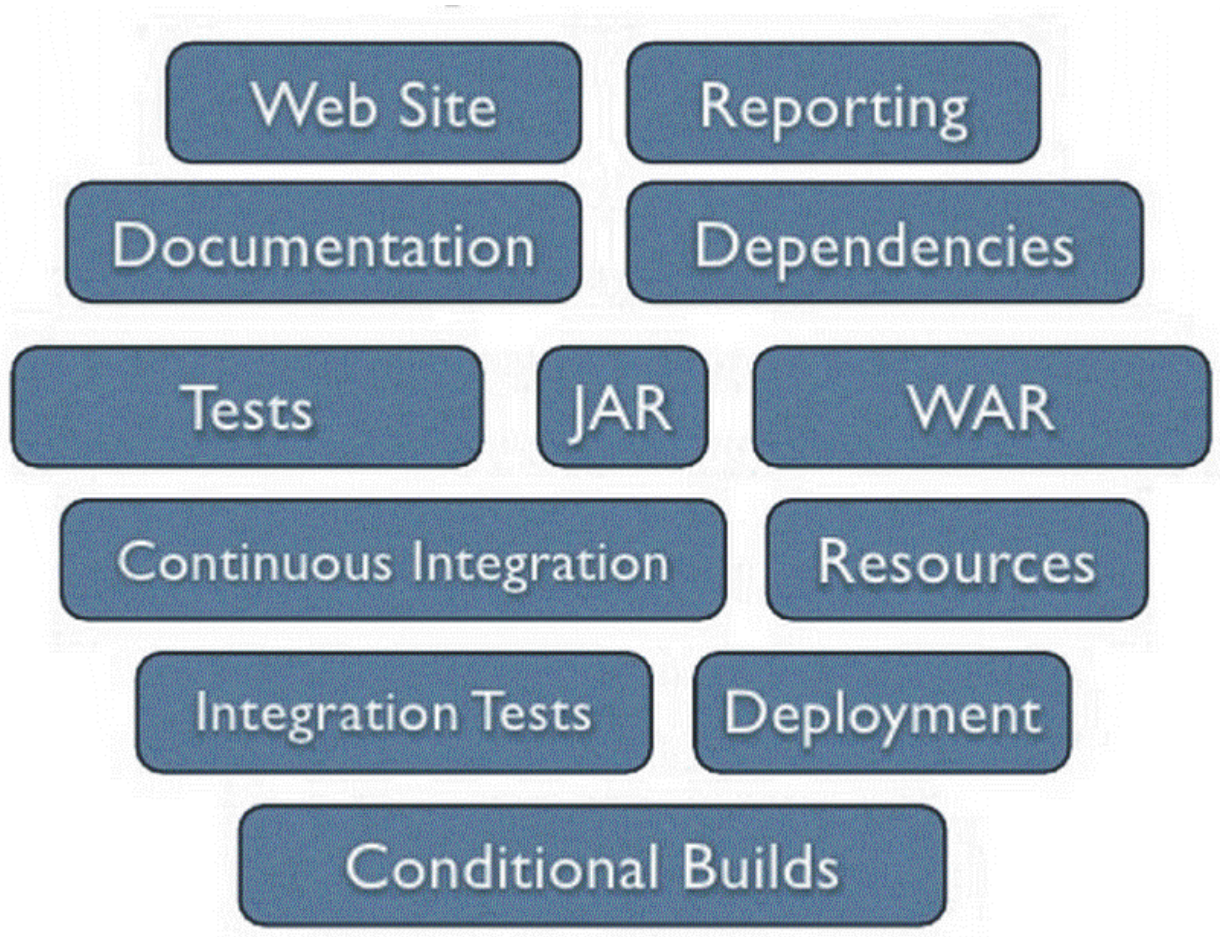 Web Site
Reporting
Documentation
Dependencies
Tests
JAR
WAR
Continuous Integration
Resources
Integration Tests
Deployment
Conditional Builds